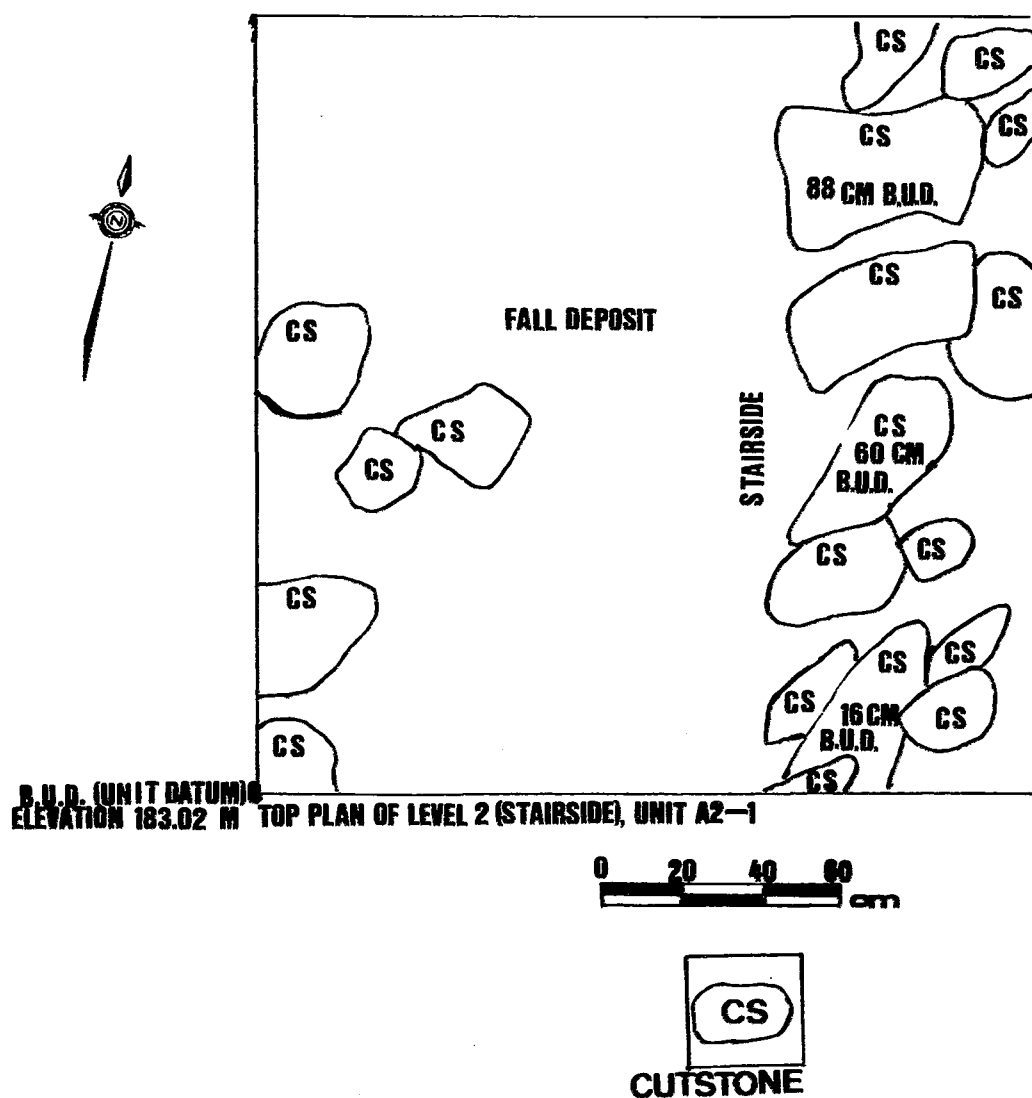 CS
CS
CS
CS
88 CM B.U.D.
CS
CS
CS
FALL DEPOSIT
STAIRSIDE
CS
60 CM
B.U.D.
CS
CS
CS
CS
CS
CS
CS
CS
CS
16 CM
B.U.D.
CS
CS
CS
B.U.D. (UNIT DATUM)
ELEVATION 183.02 M
TOP PLAN OF LEVEL 2 (STAIRSIDE), UNIT A2-1
N
0 20 40 60
cm
CS
CUTSTONE